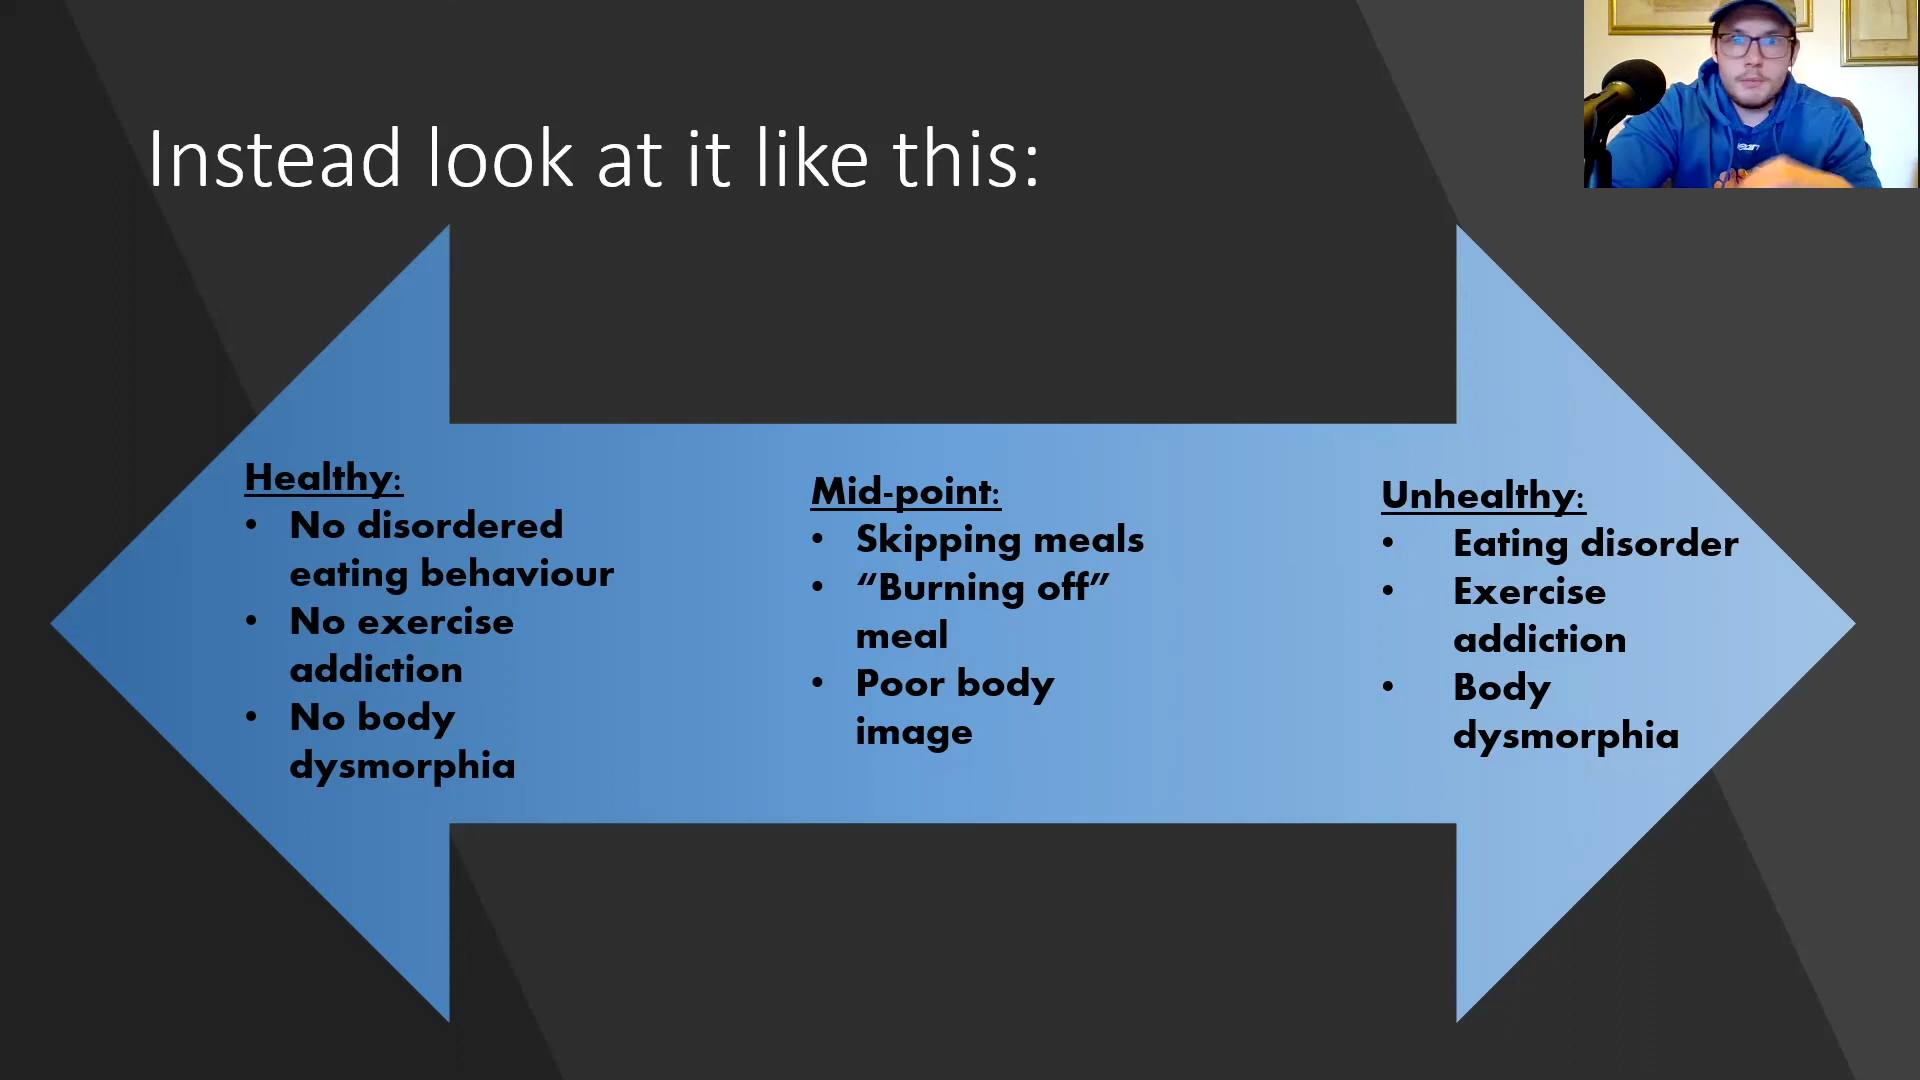 Instead look at it like this:
Healthy:
• No disordered
eating behaviour
• No exercise
addiction
• No body
dysmorphia
Mid-point:
• Skipping meals
• “Burning off”
meal
• Poor body
image
Unhealthy:
• Eating disorder
• Exercise
addiction
• Body
dysmorphia